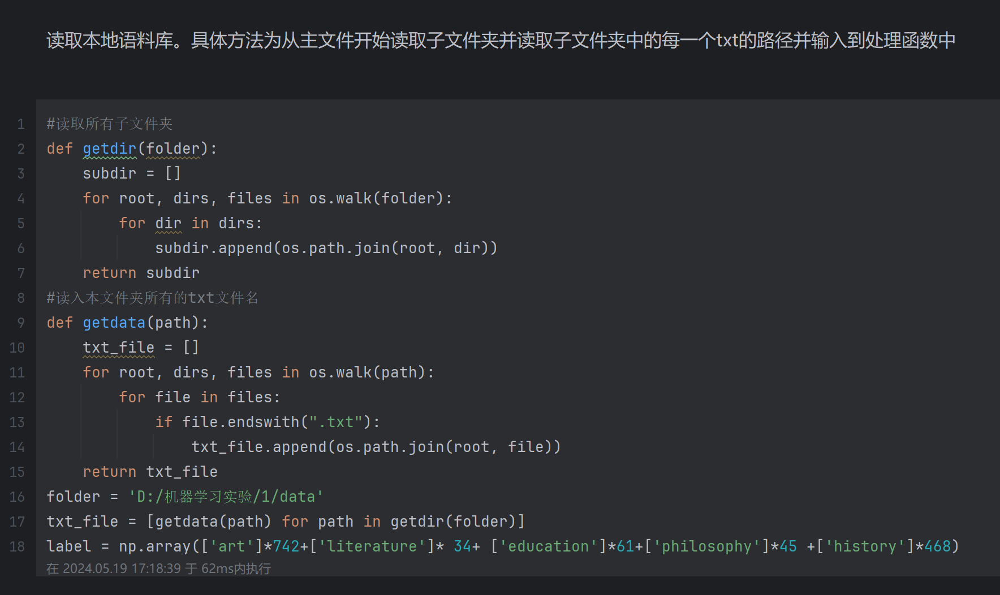 读取本地语料库。具体方法为从主文件开始读取子文件夹并读取子文件夹中的每一个txt的路径并输入到处理函数中
1 #读取所有子文件夹
2 def getdir(folder):
3     subdir = []
4     for root, dirs, files in os.walk(folder):
5         for dir in dirs:
6             subdir.append(os.path.join(root, dir))
7     return subdir
8 #读入本文件夹所有的txt文件名
9 def getdata(path):
10     txt_file = []
11     for root, dirs, files in os.walk(path):
12         for file in files:
13             if file.endswith(".txt"):
14                 txt_file.append(os.path.join(root, file))
15     return txt_file
16 folder = 'D:/机器学习实验/1/data'
17 txt_file = [getdata(path) for path in getdir(folder)]
18 label = np.array(['art']*742+['literature']* 34+ ['education']*61+['philosophy']*45 +['history']*468)
在 2024.05.19 17:18:39 于 62ms内执行